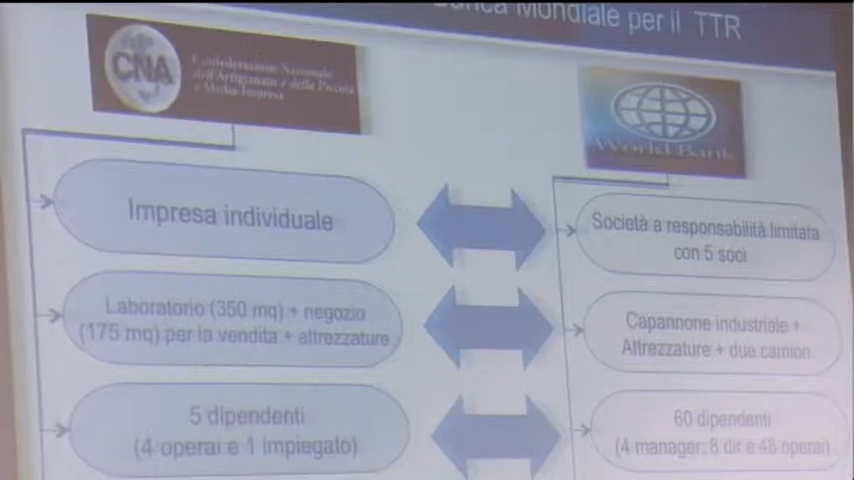 Banca Mondiale per il TTR
CNA
Confederazione Nazionale
dell'Artigianato e della Piccola
e Media Impresa
World Bank
Impresa individuale
Società a responsabilità limitata
con 5 soci
Laboratorio (350 mq) + negozio
(175 mq) per la vendita + attrezzature
Capannone industriale +
Attrezzature + due camion
5 dipendenti
(4 operai e 1 impiegato)
60 dipendenti
(4 manager; 8 dir e 48 operai)